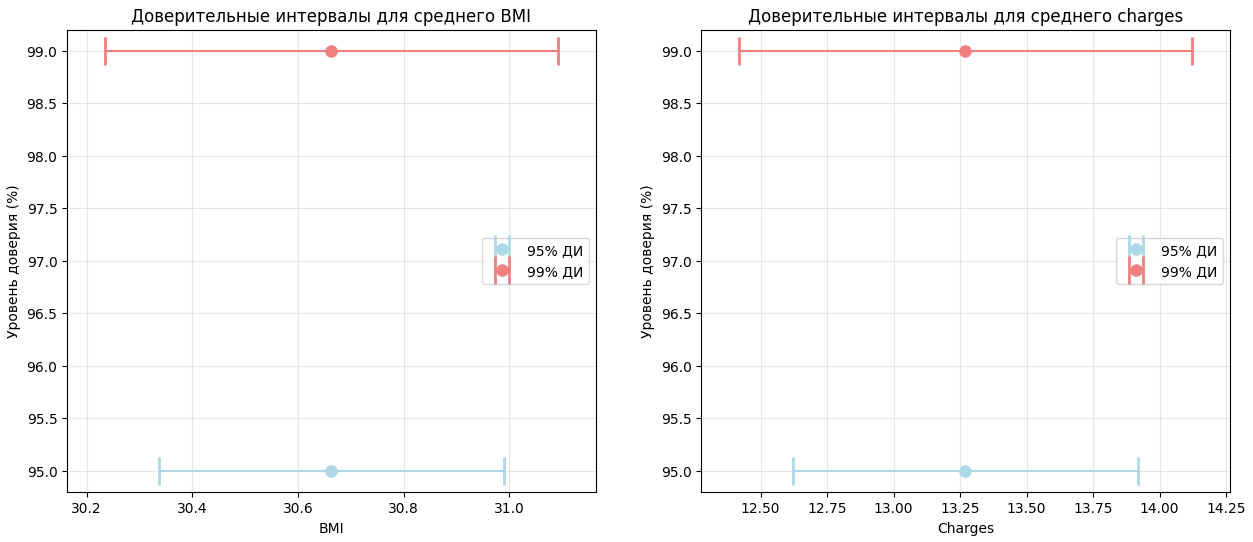 Доверительные интервалы для среднего BMI
99.0
98.5
98.0
97.5
97.0
96.5
96.0
95.5
95.0
Уровень доверия (%)
95% ДИ
99% ДИ
30.2 30.4 30.6 30.8 31.0
BMI
Доверительные интервалы для среднего charges
99.0
98.5
98.0
97.5
97.0
96.5
96.0
95.5
95.0
Уровень доверия (%)
95% ДИ
99% ДИ
12.50 12.75 13.00 13.25 13.50 13.75 14.00 14.25
Charges